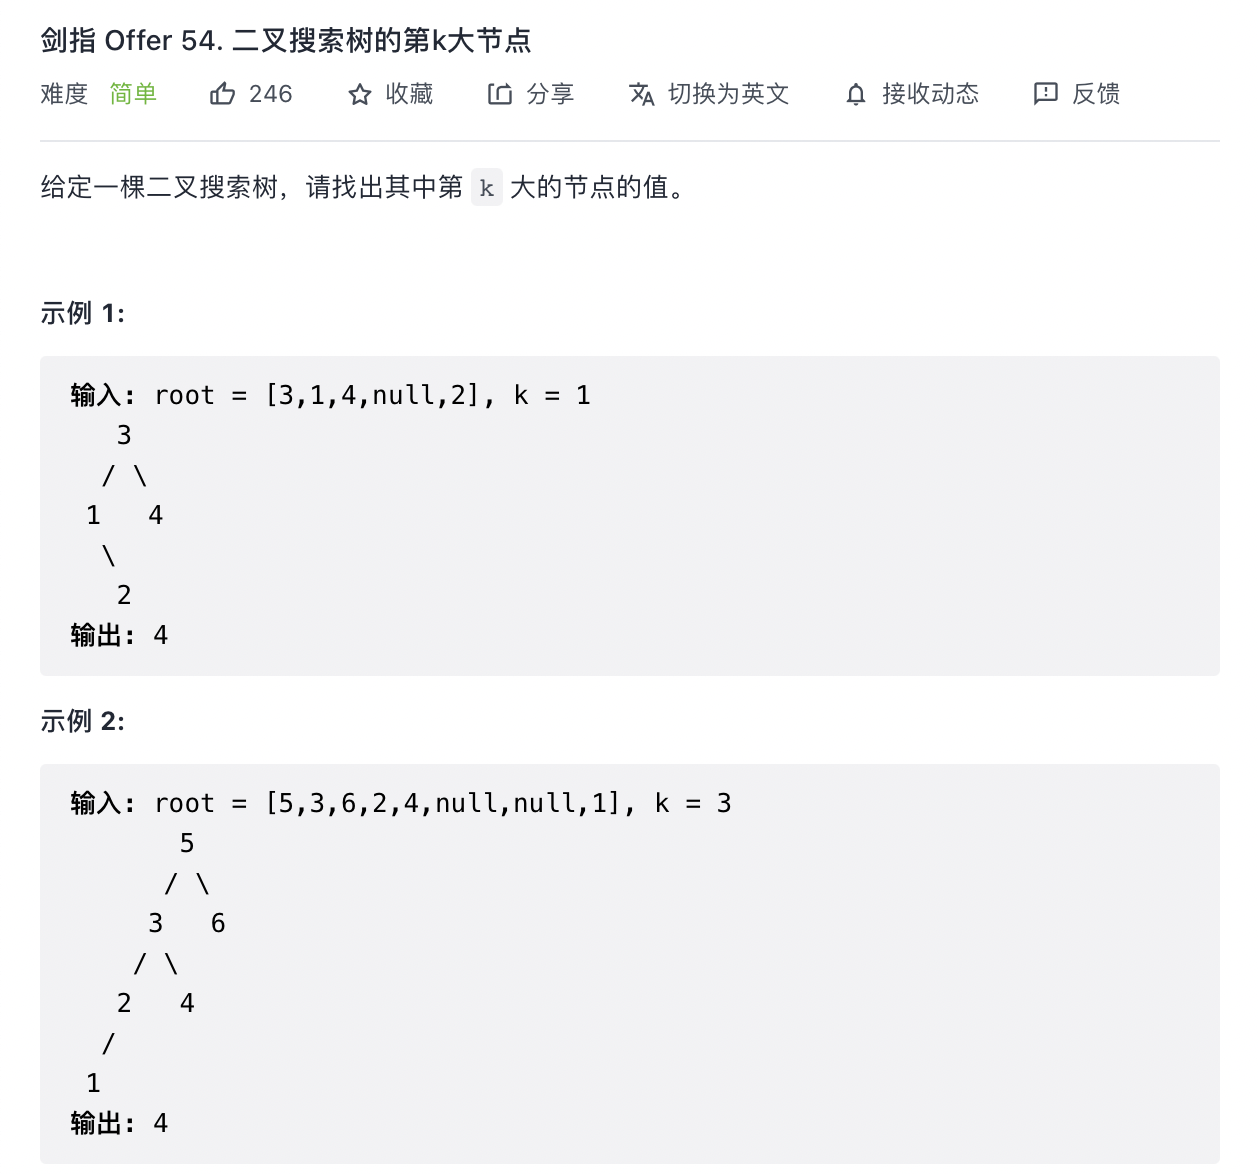 剑指 Offer 54. 二叉搜索树的第k大节点
难度 简单 246 收藏 分享 切换为英文 接收动态 反馈
给定一棵二叉搜索树，请找出其中第 k 大的节点的值。
示例 1:
输入: root = [3,1,4,null,2], k = 1
   3
  / \
 1   4
  \
   2
输出: 4
示例 2:
输入: root = [5,3,6,2,4,null,null,1], k = 3
       5
      / \
     3   6
    / \
   2   4
  /
 1
输出: 4